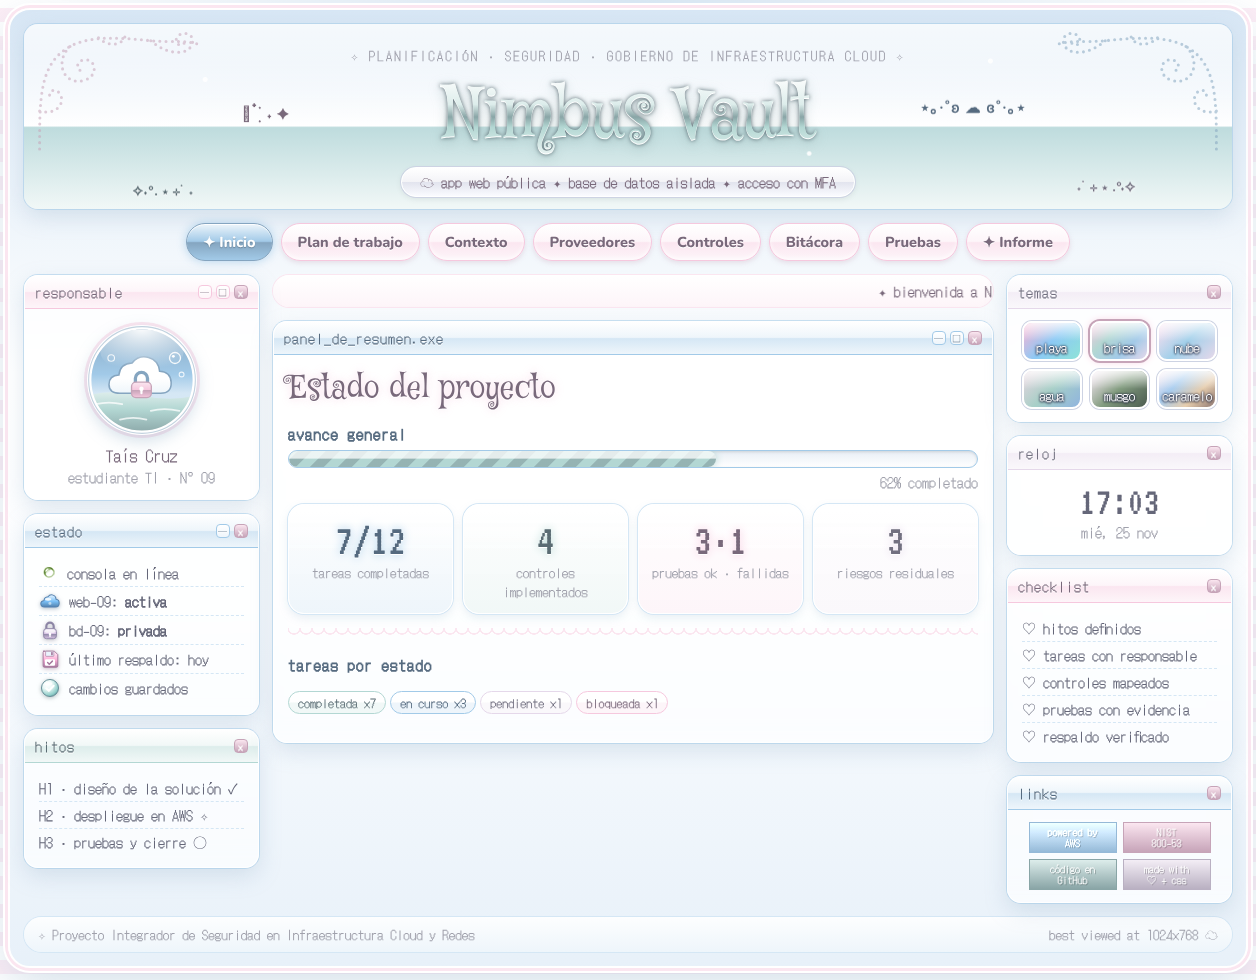 ✧ PLANIFICACIÓN · SEGURIDAD · GOBIERNO DE INFRAESTRUCTURA CLOUD ✧
Nimbus Vault
app web pública ✦ base de datos aislada ✦ acceso con MFA
✦ Inicio
Plan de trabajo
Contexto
Proveedores
Controles
Bitácora
Pruebas
✦ Informe
responsable
Taís Cruz
estudiante TI · Nº 09
estado
consola en línea
web-09: activa
bd-09: privada
último respaldo: hoy
cambios guardados
hitos
H1 · diseño de la solución ✓
H2 · despliegue en AWS ✧
H3 · pruebas y cierre ○
✦ bienvenida a N
panel_de_resumen.exe
Estado del proyecto
avance general
62% completado
7/12
tareas completadas
4
controles
implementados
3·1
pruebas ok · fallidas
3
riesgos residuales
tareas por estado
completada x7
en curso x3
pendiente x1
bloqueada x1
temas
playa
brisa
nube
agua
musgo
caramelo
reloj
17:03
mié, 25 nov
checklist
♡ hitos definidos
♡ tareas con responsable
♡ controles mapeados
♡ pruebas con evidencia
♡ respaldo verificado
links
powered by
AWS
NIST
800-53
código en
GitHub
made with
♡ + css
✧ Proyecto Integrador de Seguridad en Infraestructura Cloud y Redes
best viewed at 1024x768